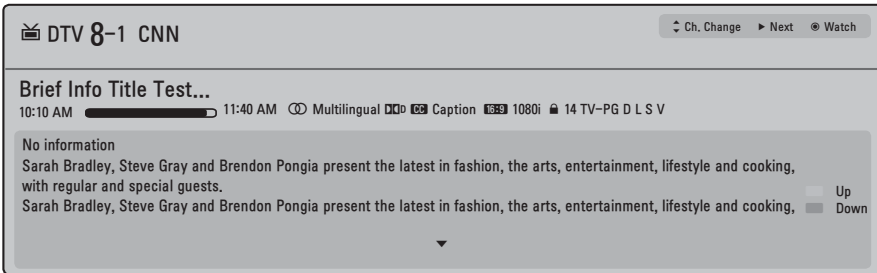 DTV 8-1 CNN
Ch. Change Next Watch
Brief Info Title Test...
10:10 AM 11:40 AM Multilingual DD D CC Caption 16:9 1080i 14 TV-PG D L S V
No information
Sarah Bradley, Steve Gray and Brendon Pongia present the latest in fashion, the arts, entertainment, lifestyle and cooking,
with regular and special guests.
Up
Sarah Bradley, Steve Gray and Brendon Pongia present the latest in fashion, the arts, entertainment, lifestyle and cooking,
Down